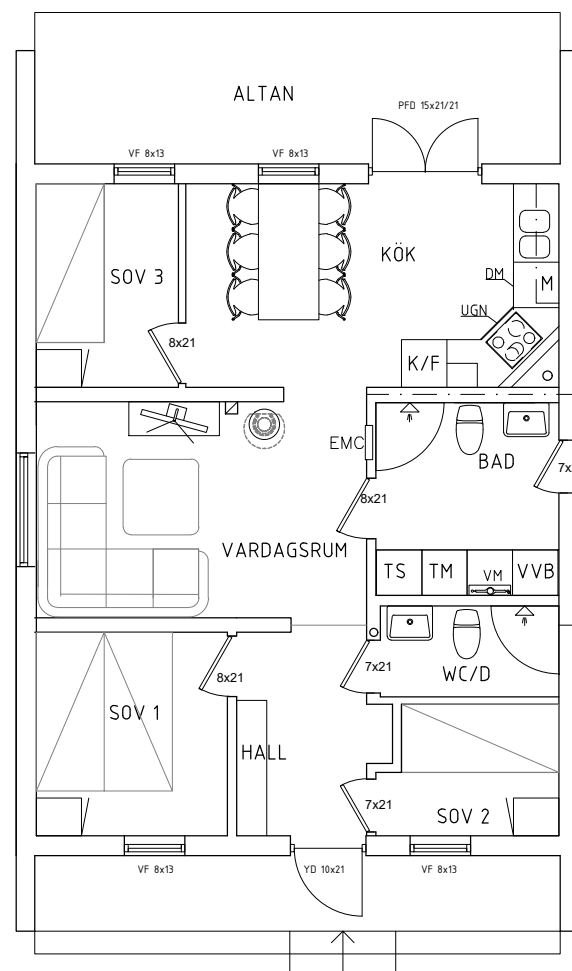 ALTAN
PFD 15x21/21
VF 8x13
VF 8x13
KÖK
SOV 3
DM
M
UGN
8x21
K/F
EMC
BAD
7x
8x21
VARDAGSRUM
TS
TM
VM
VVB
7x21
WC/D
8x21
SOV 1
HALL
7x21
SOV 2
VF 8x13
YD 10x21
VF 8x13